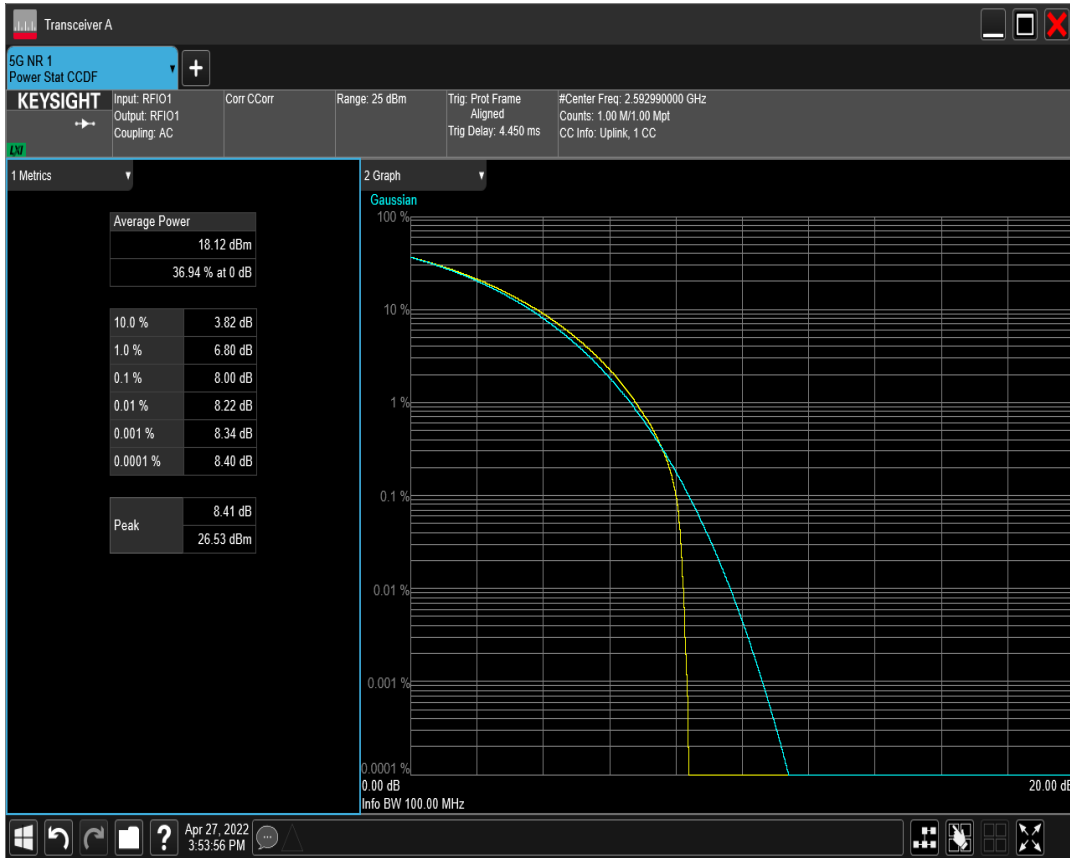 Transceiver A
5G NR 1
Power Stat CCDF
KEYSIGHT
LXI
Input: RFIO1
Output: RFIO1
Coupling: AC
Corr CCorr
Range: 25 dBm
Trig: Prot Frame
Aligned
Trig Delay: 4.450 ms
#Center Freq: 2.592990000 GHz
Counts: 1.00 M/1.00 Mpt
CC Info: Uplink, 1 CC
1 Metrics
Average Power
18.12 dBm
36.94 % at 0 dB
10.0 % 3.82 dB
1.0 % 6.80 dB
0.1 % 8.00 dB
0.01 % 8.22 dB
0.001 % 8.34 dB
0.0001 % 8.40 dB
Peak
8.41 dB
26.53 dBm
2 Graph
Gaussian
100 %
10 %
1 %
0.1 %
0.01 %
0.001 %
0.0001 %
0.00 dB 20.00 dB
Info BW 100.00 MHz
? Apr 27, 2022
3:53:56 PM